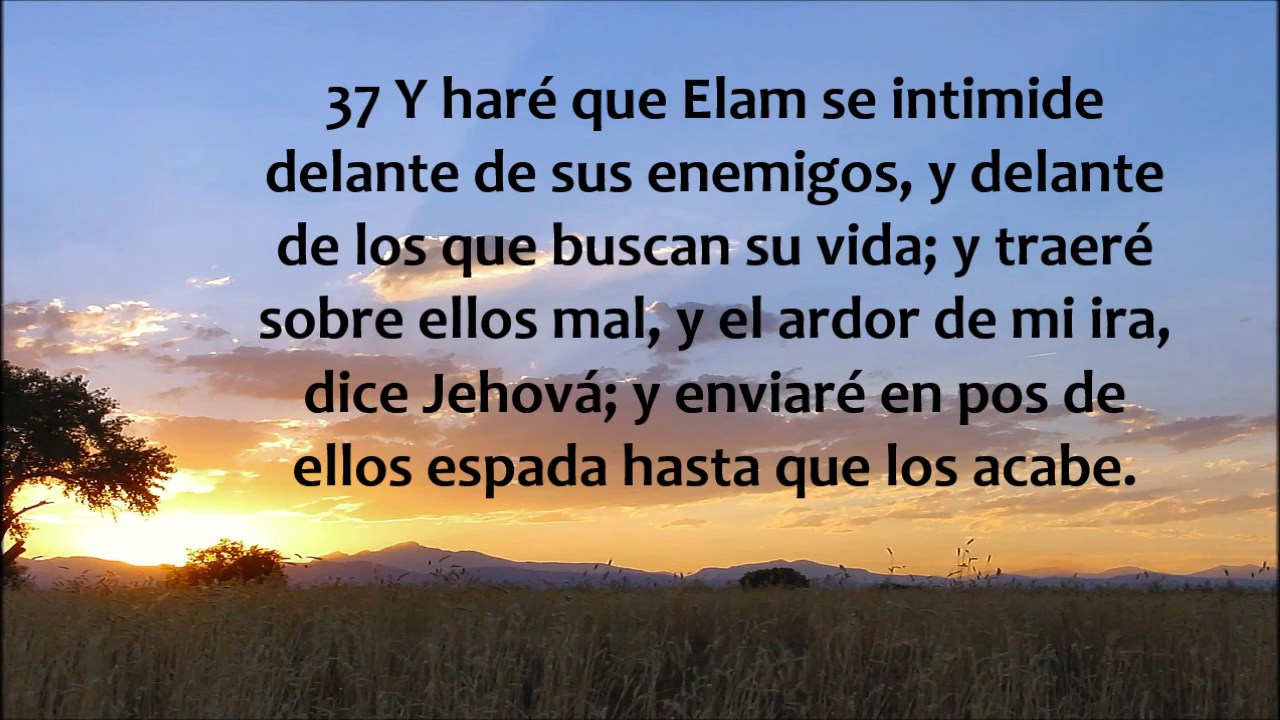 37 Y haré que Elam se intimide
delante de sus enemigos, y delante
de los que buscan su vida; y traeré
sobre ellos mal, y el ardor de mi ira,
dice Jehová; y enviaré en pos de
ellos espada hasta que los acabe.